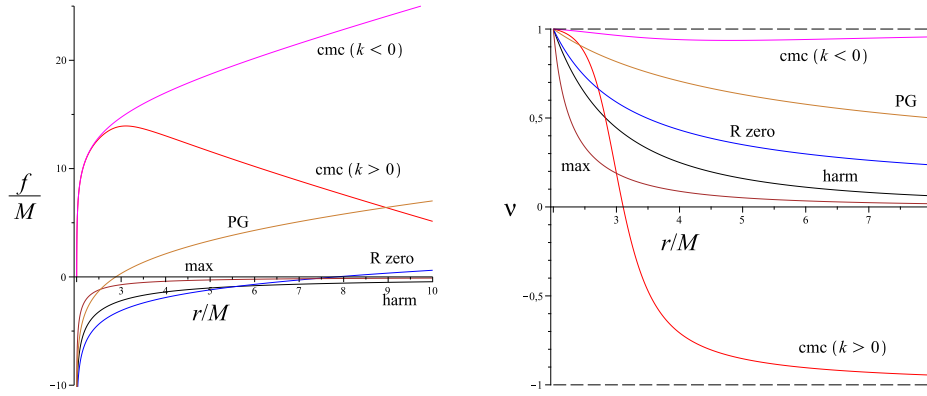 cmc (k < 0)
20
10
cmc (k > 0)
f
M
PG
R zero
max
0
3 4 5 6 7 8 9 10
r/M
harm
−10
1
cmc (k < 0)
PG
0,5
R zero
harm
max
ν
0
3 4 5 6 7
r/M
−0,5
cmc (k > 0)
−1